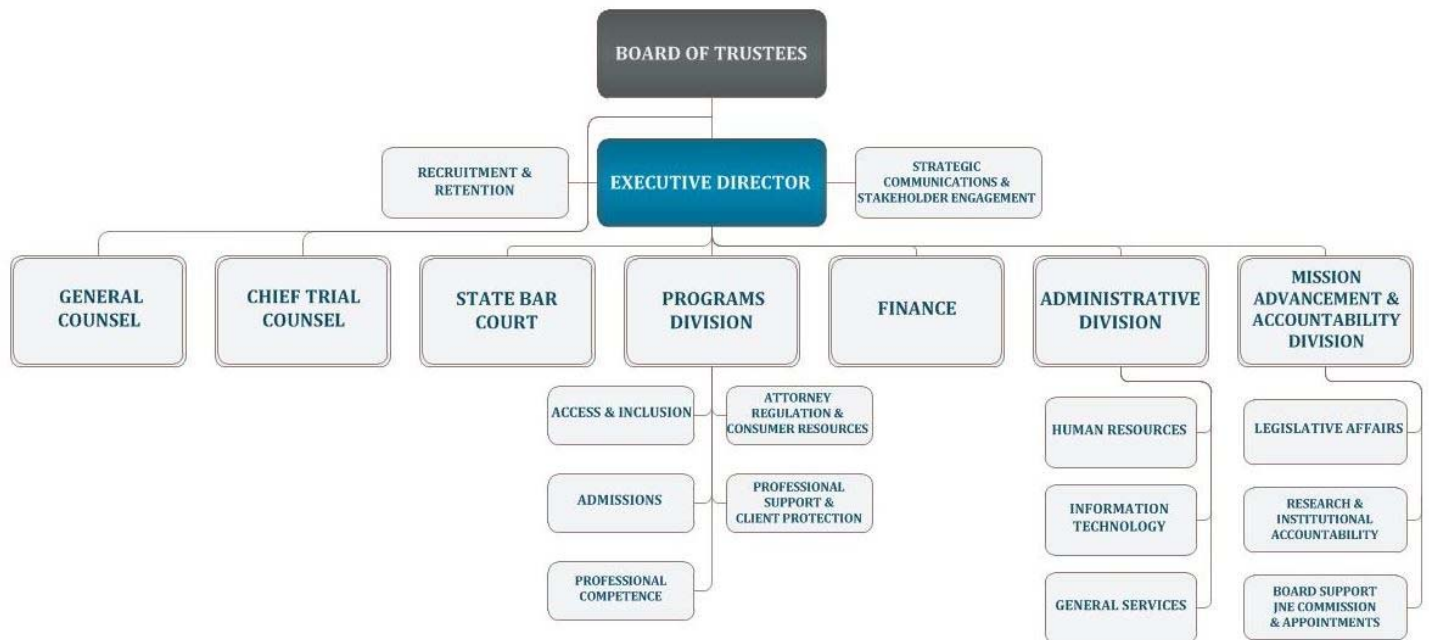 BOARD OF TRUSTEES
RECRUITMENT &
RETENTION
EXECUTIVE DIRECTOR
STRATEGIC
COMMUNICATIONS &
STAKEHOLDER ENGAGEMENT
GENERAL
COUNSEL
CHIEF TRIAL
COUNSEL
STATE BAR
COURT
PROGRAMS
DIVISION
FINANCE
ADMINISTRATIVE
DIVISION
MISSION
ADVANCEMENT &
ACCOUNTABILITY
DIVISION
ACCESS & INCLUSION
ATTORNEY
REGULATION &
CONSUMER RESOURCES
ADMISSIONS
PROFESSIONAL
SUPPORT &
CLIENT PROTECTION
PROFESSIONAL
COMPETENCE
HUMAN RESOURCES
INFORMATION
TECHNOLOGY
GENERAL SERVICES
LEGISLATIVE AFFAIRS
RESEARCH &
INSTITUTIONAL
ACCOUNTABILITY
BOARD SUPPORT
JNE COMMISSION
& APPOINTMENTS